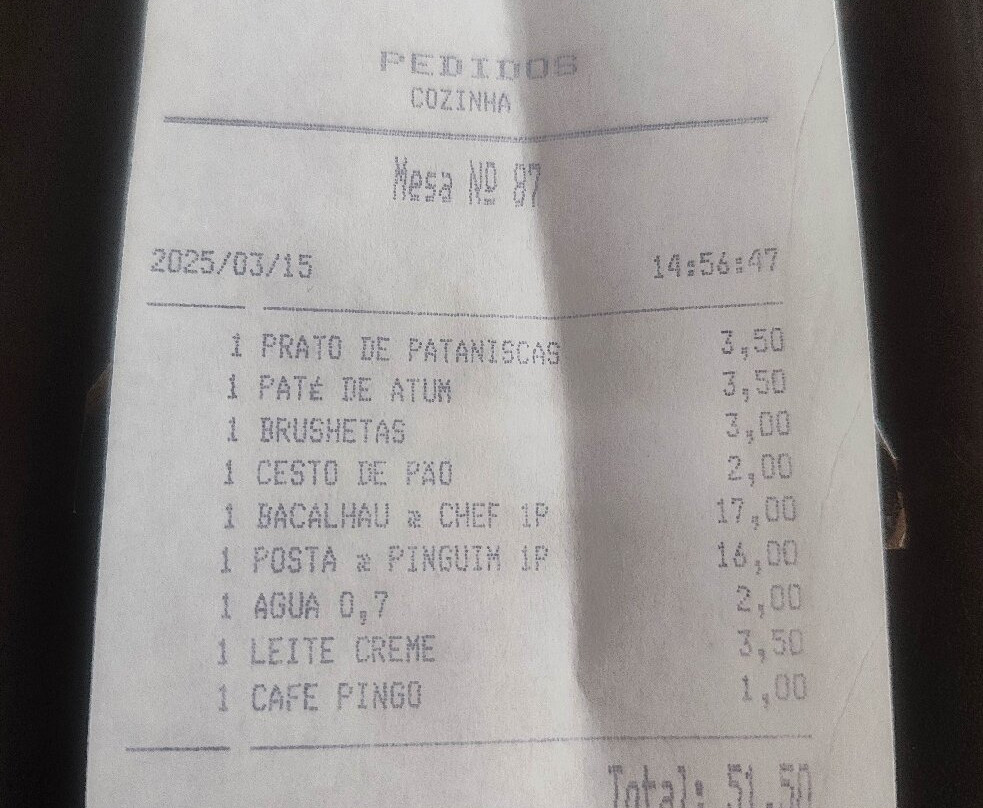 PEDIDOS
COZINHA
Mesa Nº 87
2025/03/15 14:56:47
1 PRATO DE PATANISCAS 3,50
1 PATÉ DE ATUM 3,50
1 BRUSHETAS 3,00
1 CESTO DE PÃO 2,00
1 BACALHAU a CHEF 1P 17,00
1 POSTA a PINGUIM 1P 16,00
1 AGUA 0,7 2,00
1 LEITE CREME 3,50
1 CAFE PINGO 1,00
Total: 51.50